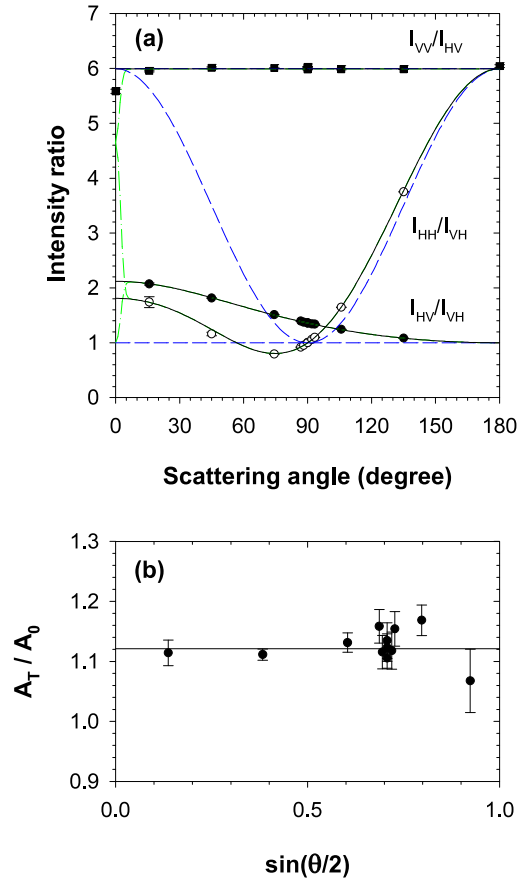 (a)
I_VV/I_HV
7
6
5
4
3
2
1
0
Intensity ratio
I_HH/I_VH
I_HV/I_VH
0 30 60 90 120 150 180
Scattering angle (degree)
(b)
1.3
1.2
1.1
1.0
0.9
A_T / A_0
0.0 0.5 1.0
sin(θ/2)